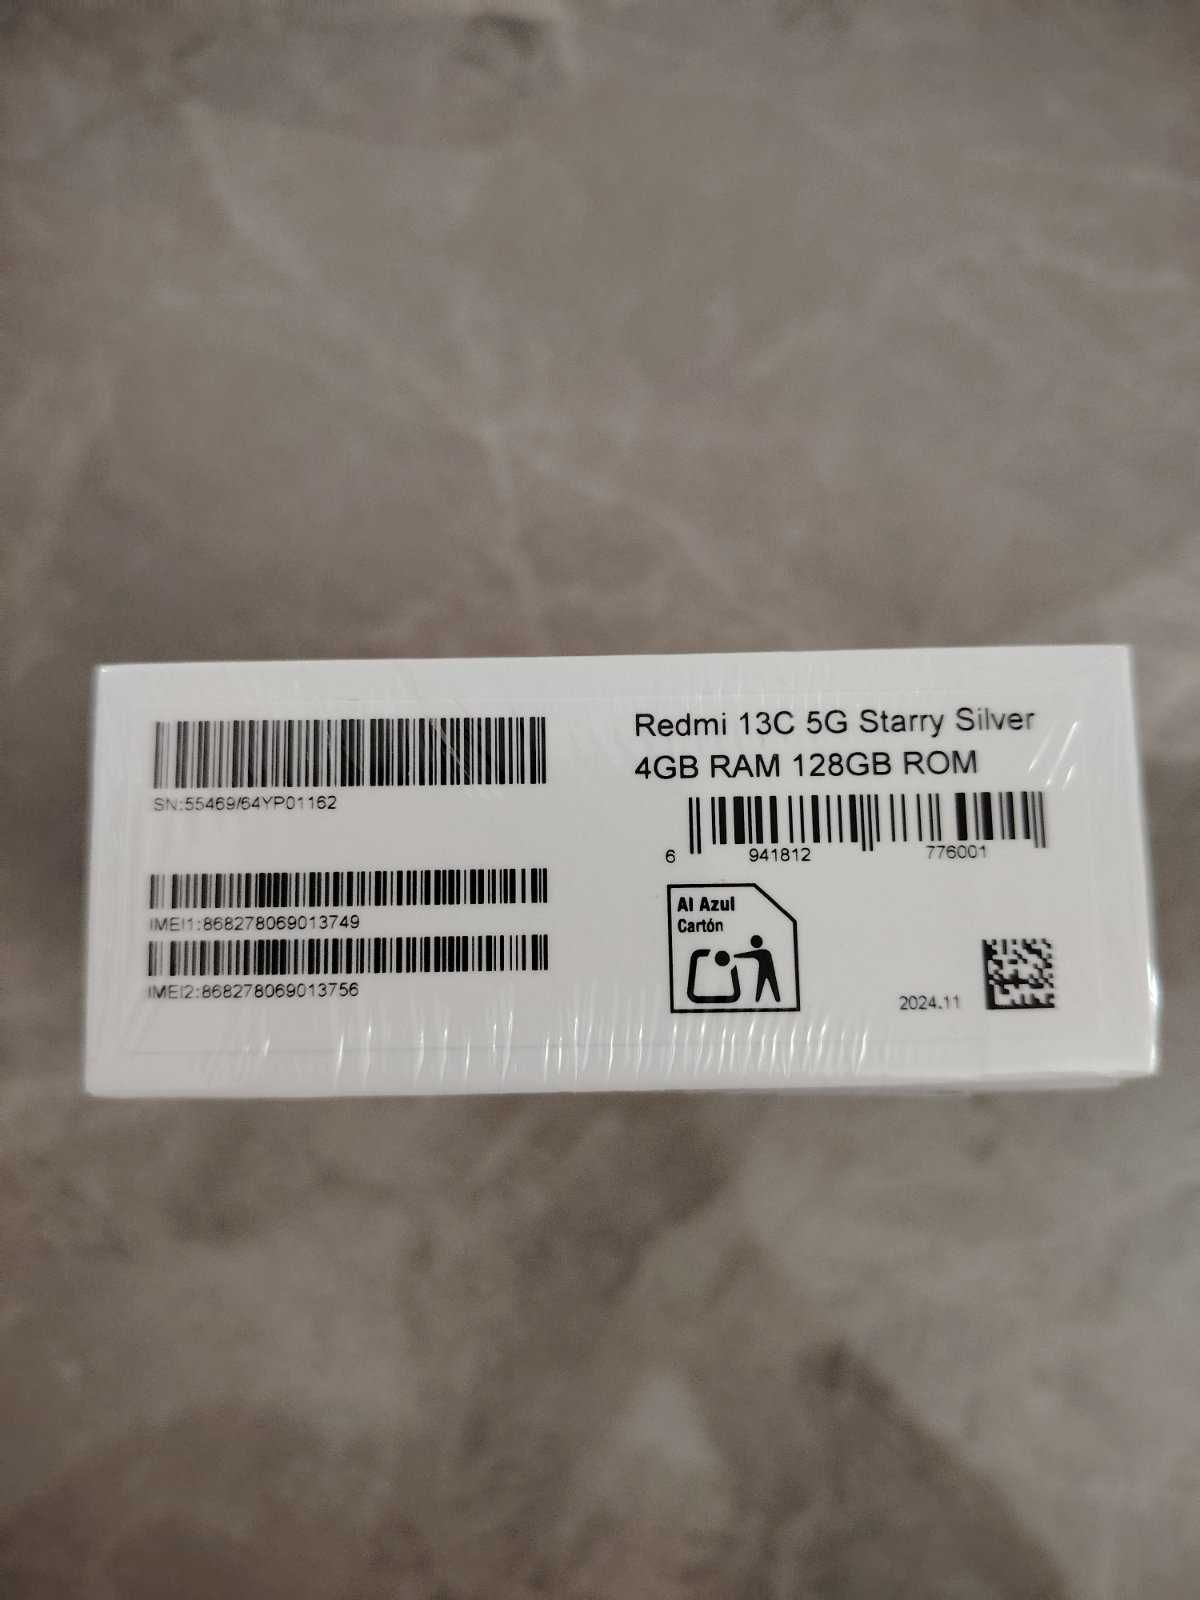 SN:55469/64YP01162
IMEI1:868278069013749
IMEI2:868278069013756
Redmi 13C 5G Starry Silver
4GB RAM 128GB ROM
6 941812 776001
Al Azul
Cartón
2024.11